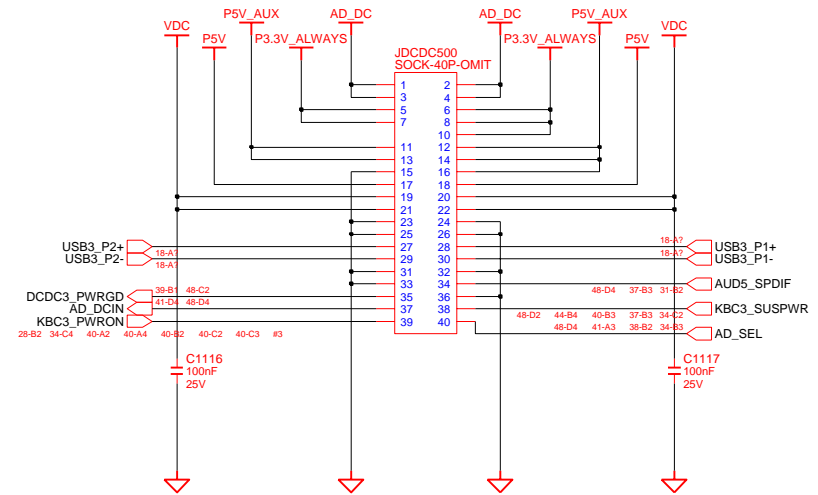 P5V_AUX AD_DC AD_DC P5V_AUX
VDC VDC
P5V P3.3V_ALWAYS P3.3V_ALWAYS P5V
JDCDC500
SOCK-40P-OMIT
1 2
3 4
5 6
7 8
10
11 12
13 14
15 16
17 18
19 20
21 22
23 24
25 26
USB3_P2+ 27 28 18-A? USB3_P1+
USB3_P2- 18-A? 29 30 18-A? USB3_P1-
18-A?
31 32
33 34 AUD5_SPDIF
DCDC3_PWRGD 39-B1 48-C2 35 36 48-D4 37-B3 31-B2
AD_DCIN 41-D4 48-D4 37 38 KBC3_SUSPWR
KBC3_PWRON 39 40 48-D2 44-B4 40-B3 37-B3 34-C2
28-B2 34-C4 40-A2 40-A4 40-B2 40-C2 40-C3 #3
48-D4 41-A3 38-B2 34-B3 AD_SEL
C1116 C1117
100nF 100nF
25V 25V